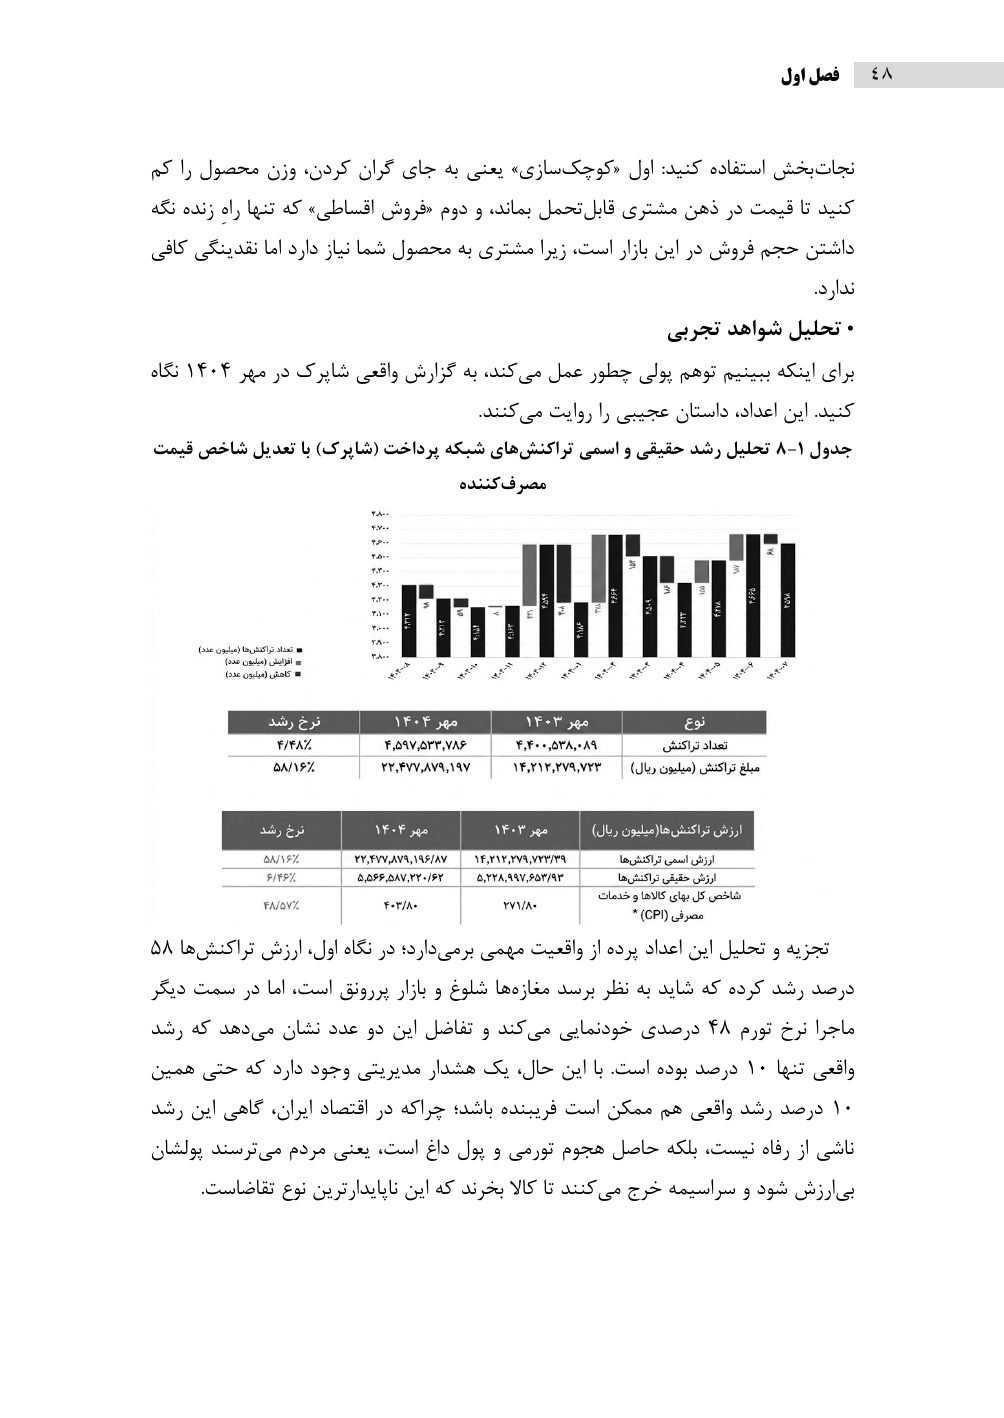 ۴۸ فصل اول
نجات‌بخش استفاده کنید: اول «کوچک‌سازی» یعنی به جای گران کردن، وزن محصول را کم
کنید تا قیمت در ذهن مشتری قابل‌تحمل بماند، و دوم «فروش اقساطی» که تنها راهِ زنده نگه
داشتن حجم فروش در این بازار است، زیرا مشتری به محصول شما نیاز دارد اما نقدینگی کافی
ندارد.
• تحلیل شواهد تجربی
برای اینکه ببینیم توهم پولی چطور عمل می‌کند، به گزارش واقعی شاپرک در مهر ۱۴۰۴ نگاه
کنید. این اعداد، داستان عجیبی را روایت می‌کنند.
جدول ۱-۸ تحلیل رشد حقیقی و اسمی تراکنش‌های شبکه پرداخت (شاپرک) با تعدیل شاخص قیمت
مصرف‌کننده
تعداد تراکنش‌ها (میلیون عدد)
افزایش (میلیون عدد)
کاهش (میلیون عدد)
نوع مهر ۱۴۰۳ مهر ۱۴۰۴ نرخ رشد
تعداد تراکنش ۴,۴۰۰,۵۳۸,۰۸۹ ۴,۵۹۷,۵۳۳,۷۸۶ ۴/۴۸٪
مبلغ تراکنش (میلیون ریال) ۱۴,۲۱۲,۲۷۹,۷۲۳ ۲۲,۴۷۷,۸۷۹,۱۹۷ ۵۸/۱۶٪
ارزش تراکنش‌ها(میلیون ریال) مهر ۱۴۰۳ مهر ۱۴۰۴ نرخ رشد
ارزش اسمی تراکنش‌ها ۱۴,۲۱۲,۲۷۹,۷۲۳/۳۹ ۲۲,۴۷۷,۸۷۹,۱۹۶/۸۷ ۵۸/۱۶٪
ارزش حقیقی تراکنش‌ها ۵,۲۲۸,۹۹۷,۶۵۳/۹۳ ۵,۵۶۶,۵۸۷,۲۲۰/۶۲ ۶/۴۶٪
شاخص کل بهای کالاها و خدمات
مصرفی (CPI) * ۲۷۱/۸۰ ۴۰۳/۸۰ ۴۸/۵۷٪
تجزیه و تحلیل این اعداد پرده از واقعیت مهمی برمی‌دارد؛ در نگاه اول، ارزش تراکنش‌ها ۵۸
درصد رشد کرده که شاید به نظر برسد مغازه‌ها شلوغ و بازار پررونق است، اما در سمت دیگر
ماجرا نرخ تورم ۴۸ درصدی خودنمایی می‌کند و تفاضل این دو عدد نشان می‌دهد که رشد
واقعی تنها ۱۰ درصد بوده است. با این حال، یک هشدار مدیریتی وجود دارد که حتی همین
۱۰ درصد رشد واقعی هم ممکن است فریبنده باشد؛ چراکه در اقتصاد ایران، گاهی این رشد
ناشی از رفاه نیست، بلکه حاصل هجوم تورمی و پول داغ است، یعنی مردم می‌ترسند پولشان
بی‌ارزش شود و سراسیمه خرج می‌کنند تا کالا بخرند که این ناپایدارترین نوع تقاضاست.